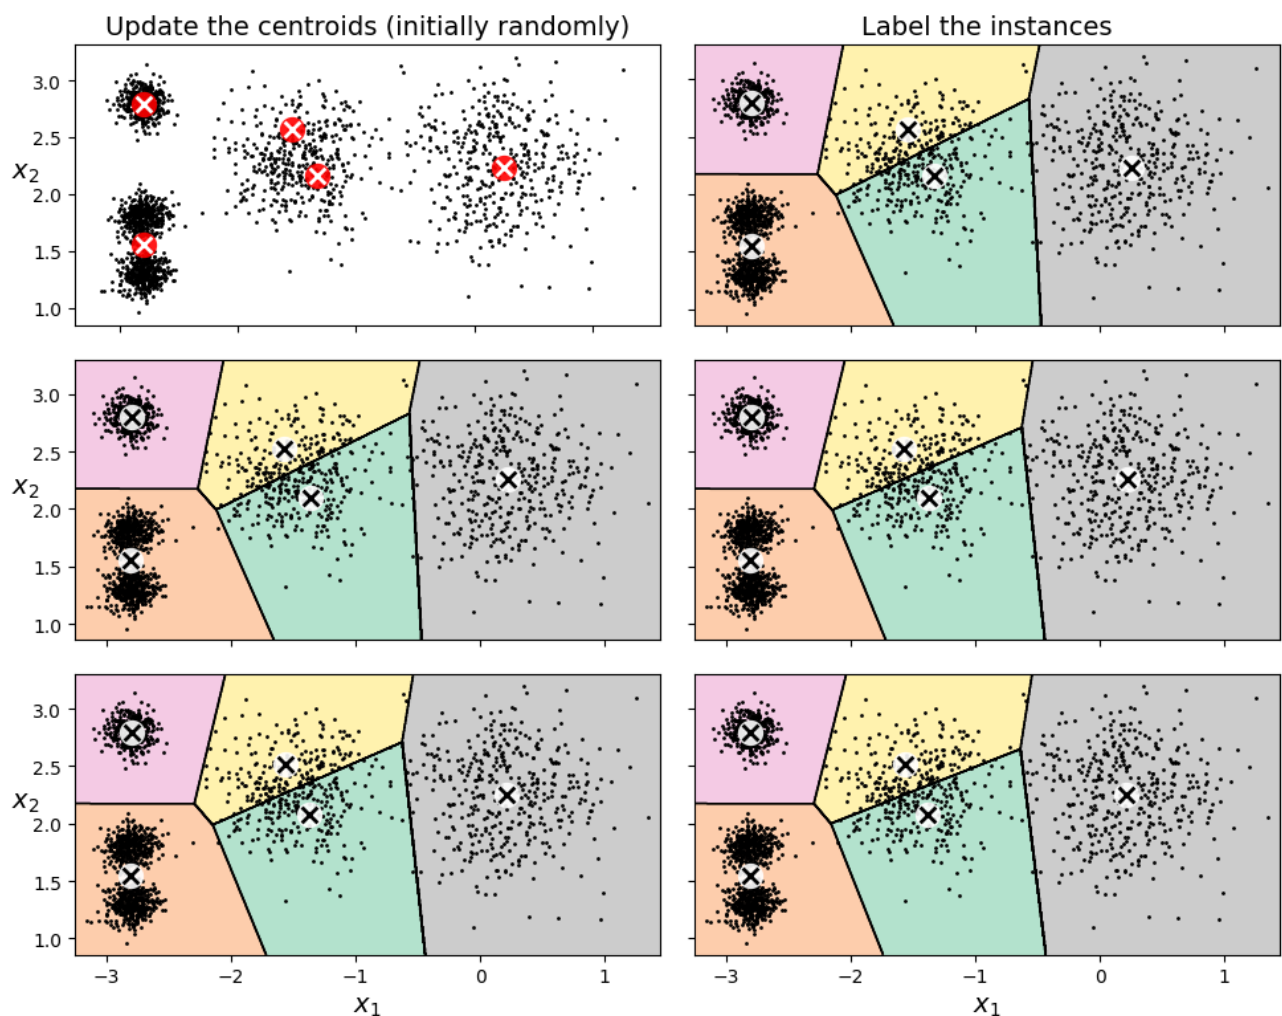 Update the centroids (initially randomly)
Label the instances
3.0
2.5
x₂
2.0
1.5
1.0
3.0
2.5
x₂
2.0
1.5
1.0
3.0
2.5
x₂
2.0
1.5
1.0
−3 −2 −1 0 1
−3 −2 −1 0 1
x₁
x₁